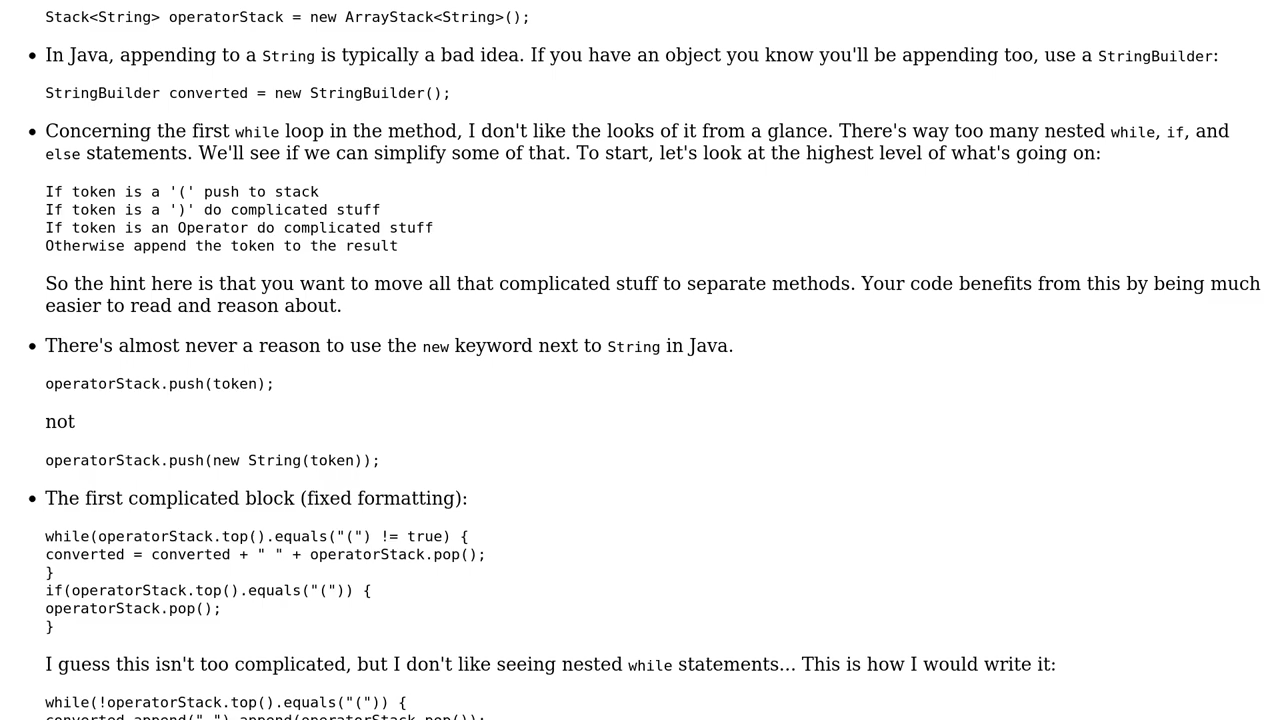 Stack<String> operatorStack = new ArrayStack<String>();
• In Java, appending to a String is typically a bad idea. If you have an object you know you'll be appending too, use a StringBuilder:
StringBuilder converted = new StringBuilder();
• Concerning the first while loop in the method, I don't like the looks of it from a glance. There's way too many nested while, if, and
else statements. We'll see if we can simplify some of that. To start, let's look at the highest level of what's going on:
If token is a '(' push to stack
If token is a ')' do complicated stuff
If token is an Operator do complicated stuff
Otherwise append the token to the result
So the hint here is that you want to move all that complicated stuff to separate methods. Your code benefits from this by being much
easier to read and reason about.
• There's almost never a reason to use the new keyword next to String in Java.
operatorStack.push(token);
not
operatorStack.push(new String(token));
• The first complicated block (fixed formatting):
while(operatorStack.top().equals("(") != true) {
converted = converted + " " + operatorStack.pop();
}
if(operatorStack.top().equals("(")) {
operatorStack.pop();
}
I guess this isn't too complicated, but I don't like seeing nested while statements... This is how I would write it:
while(!operatorStack.top().equals("(")) {
converted.append(" ").append(operatorStack.pop());